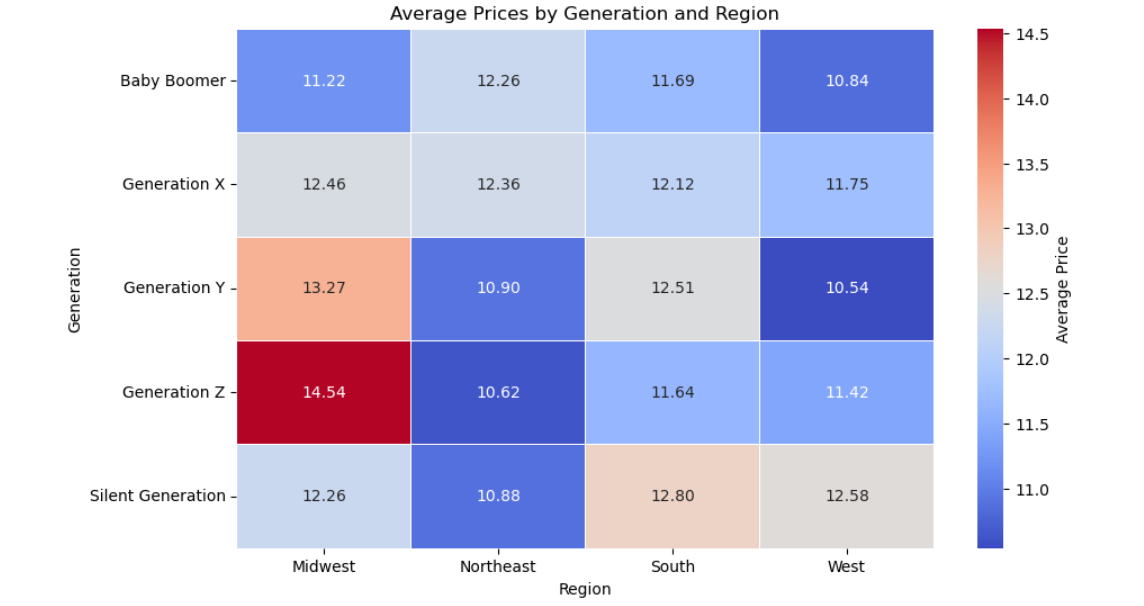 Average Prices by Generation and Region
Generation
Baby Boomer
11.22 12.26 11.69 10.84
Generation X
12.46 12.36 12.12 11.75
Generation Y
13.27 10.90 12.51 10.54
Generation Z
14.54 10.62 11.64 11.42
Silent Generation
12.26 10.88 12.80 12.58
Midwest Northeast South West
Region
14.5
14.0
13.5
13.0
12.5
12.0
11.5
11.0
Average Price